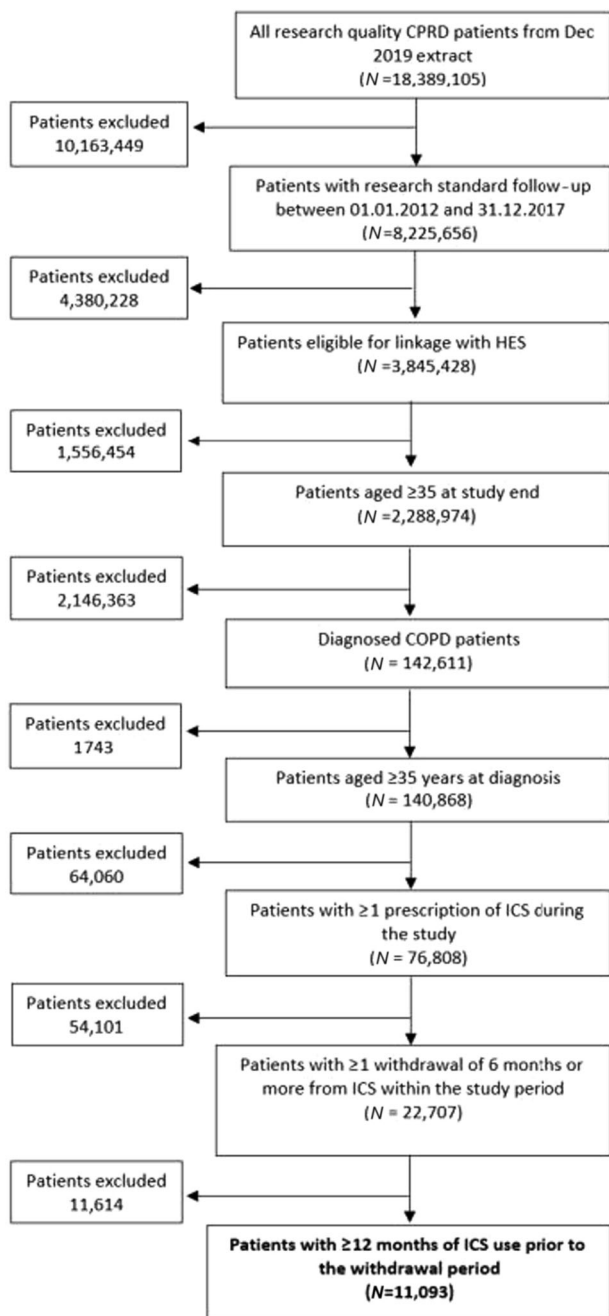 All research quality CPRD patients from Dec
2019 extract
(N=18,389,105)
Patients excluded
10,163,449
Patients with research standard follow-up
between 01.01.2012 and 31.12.2017
(N=8,225,656)
Patients excluded
4,380,228
Patients eligible for linkage with HES
(N =3,845,428)
Patients excluded
1,556,454
Patients aged ≥35 at study end
(N =2,288,974)
Patients excluded
2,146,363
Diagnosed COPD patients
(N = 142,611)
Patients excluded
1743
Patients aged ≥35 years at diagnosis
(N = 140,868)
Patients excluded
64,060
Patients with ≥1 prescription of ICS during
the study
(N = 76,808)
Patients excluded
54,101
Patients with ≥1 withdrawal of 6 months or
more from ICS within the study period
(N = 22,707)
Patients excluded
11,614
Patients with ≥12 months of ICS use prior to
the withdrawal period
(N=11,093)